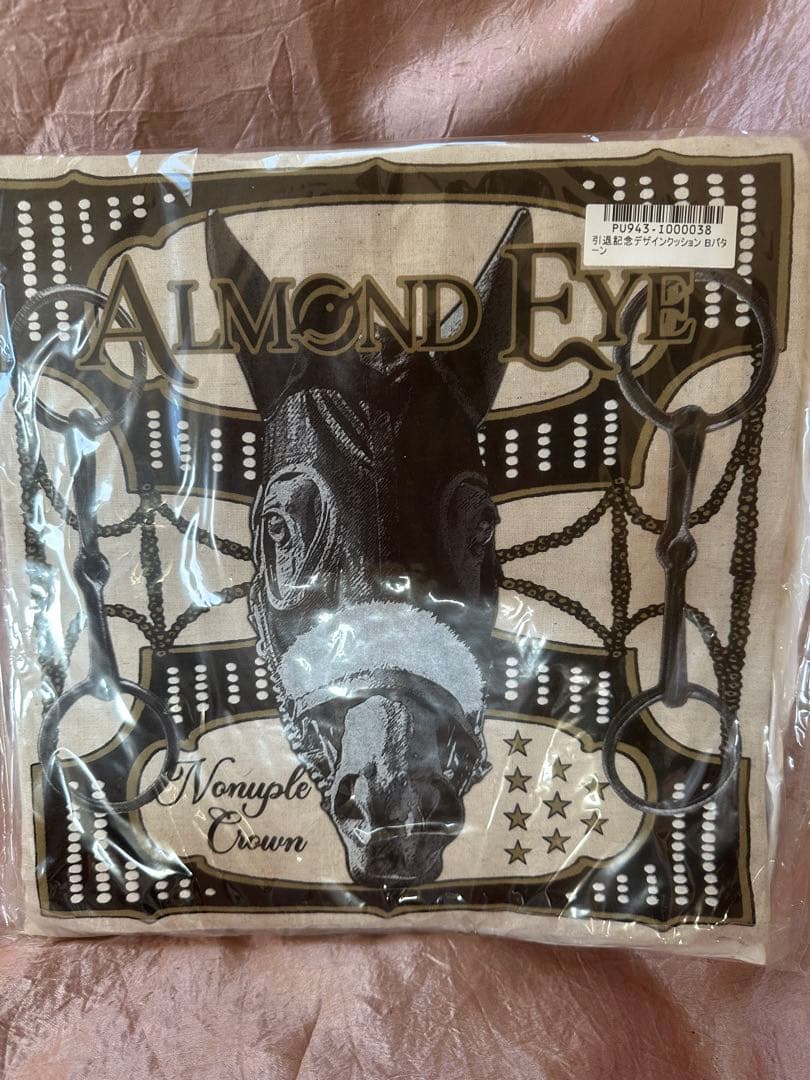 PU943-I000038
引退記念デザインクッション Bパタ
ーン
ALMOND EYE
Nonuple
Crown